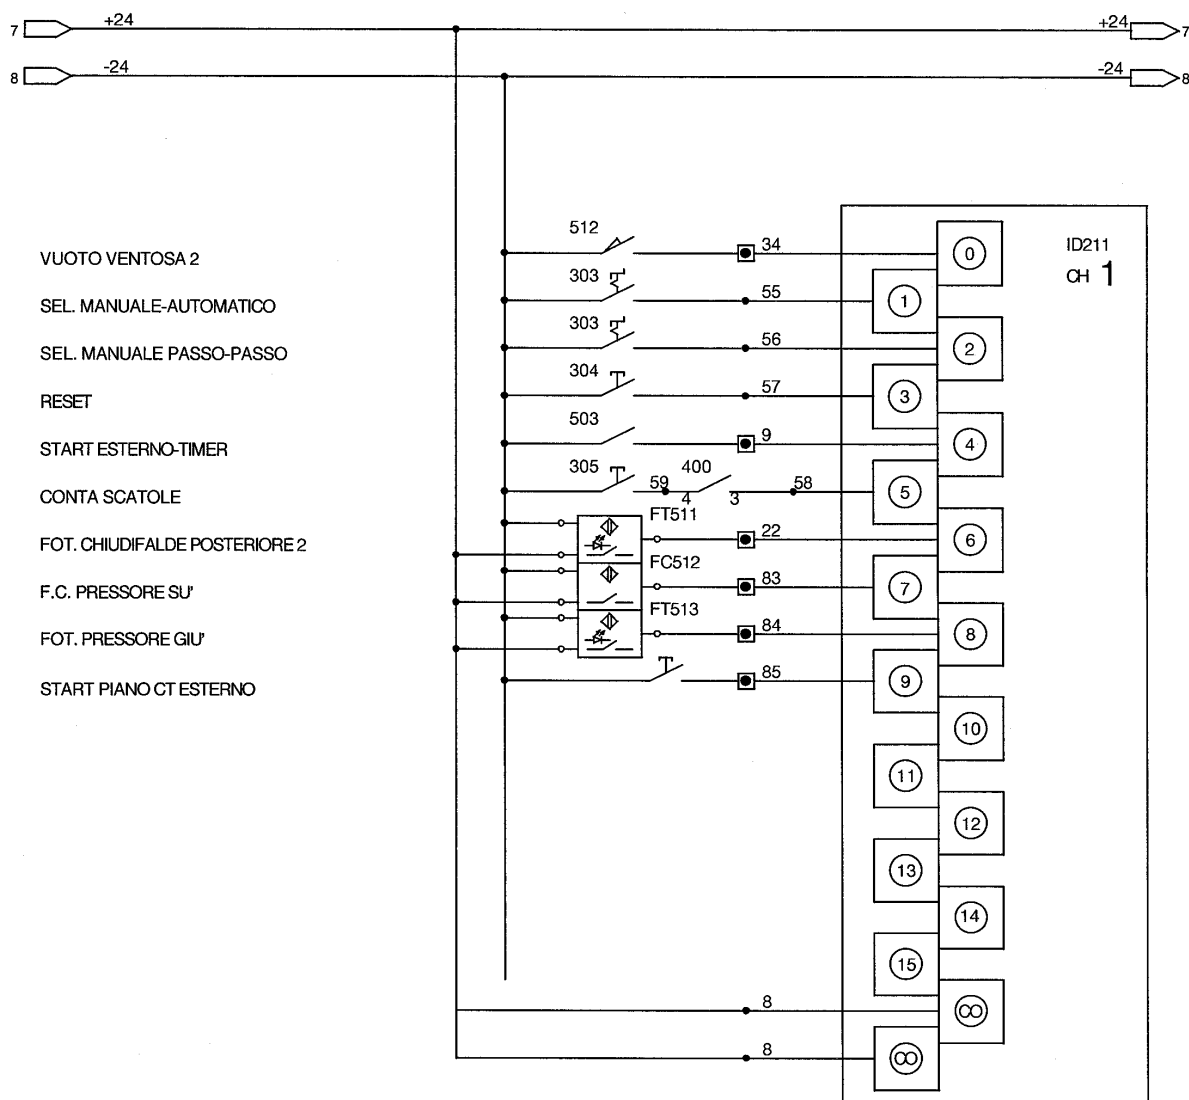 7 +24 +24 7
8 -24 -24 8
512
VUOTO VENTOSA 2 34 0 ID211
CH 1
303
SEL. MANUALE-AUTOMATICO 55 1
303
SEL. MANUALE PASSO-PASSO 56 2
304
RESET 57 3
503
START ESTERNO-TIMER 9 4
305 400
CONTA SCATOLE 59 4 3 58 5
FT511
FOT. CHIUDIFALDE POSTERIORE 2 22 6
FC512
F.C. PRESSORE SU' 83 7
FT513
FOT. PRESSORE GIU' 84 8
START PIANO CT ESTERNO 85 9
10
11
12
13
14
15
8
8